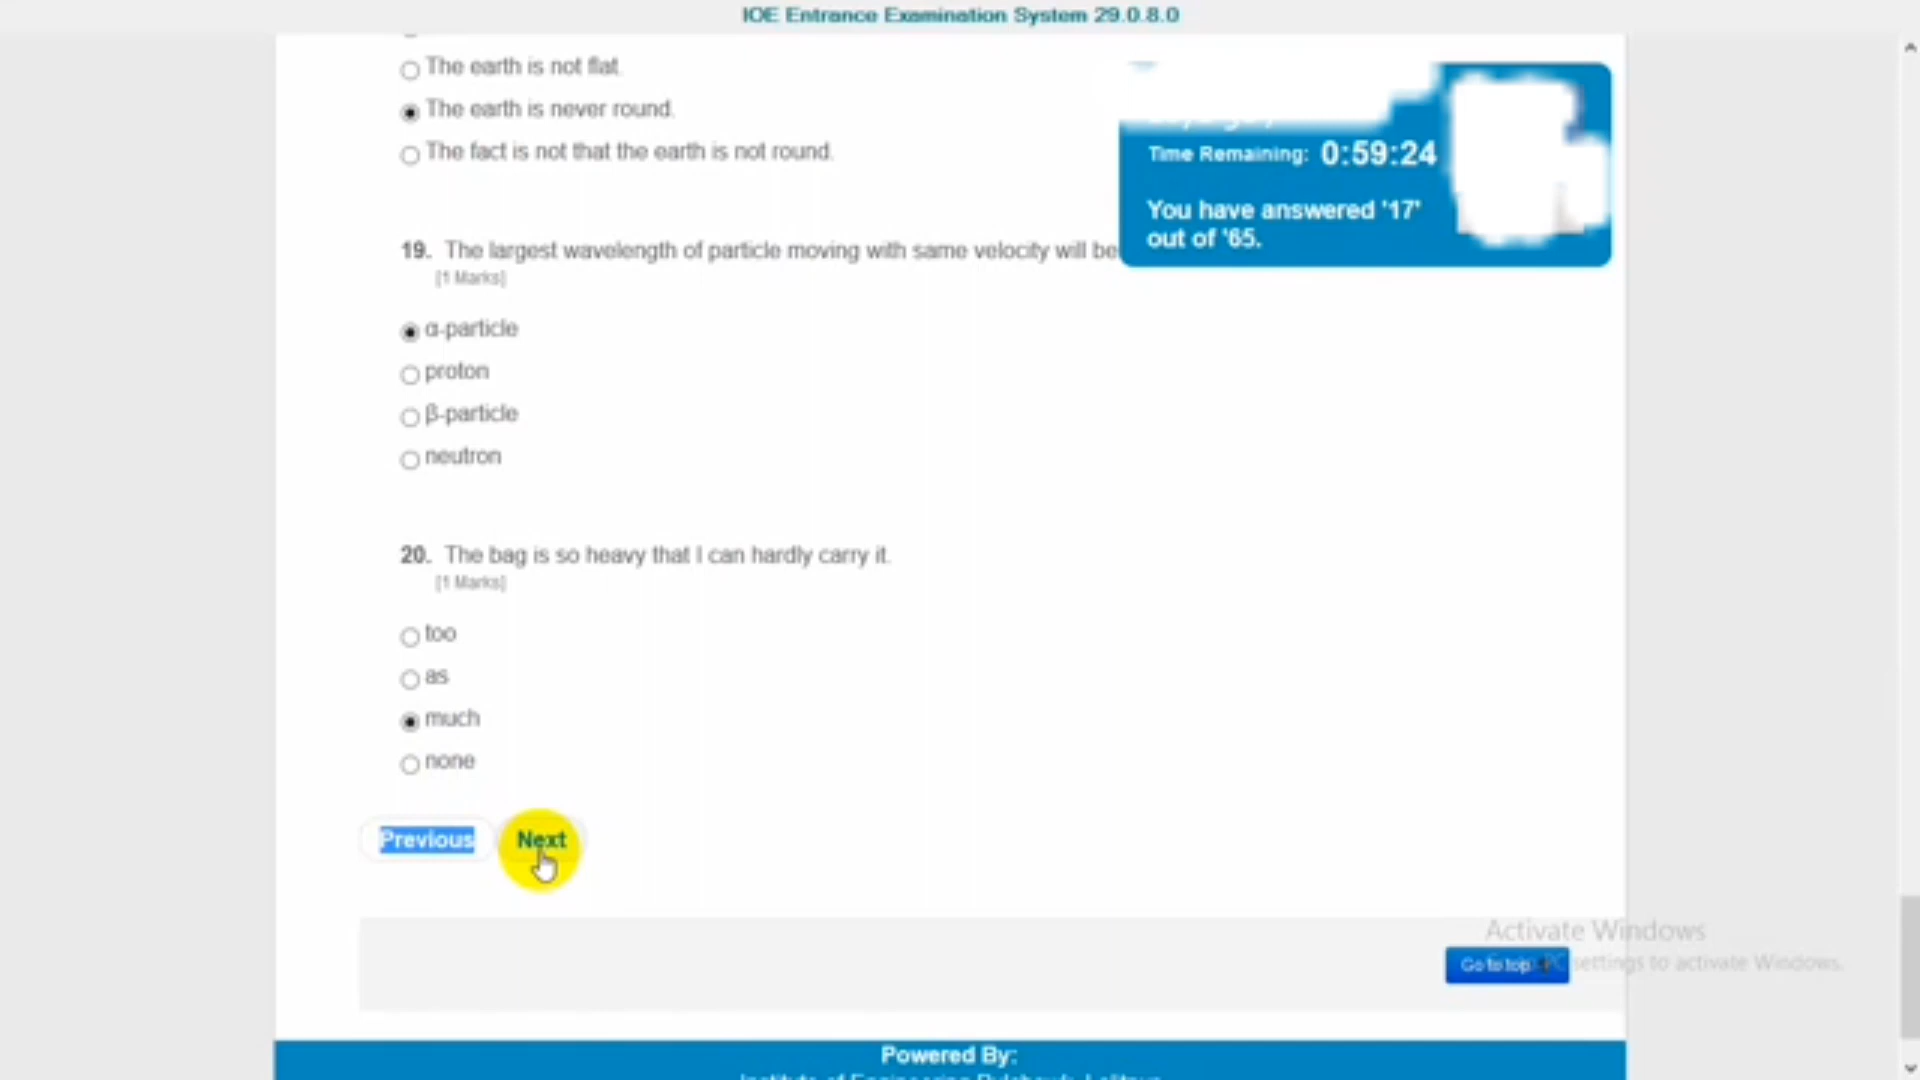 IOE Entrance Examination System 29.0.8.0
The earth is not flat.
The earth is never round.
The fact is not that the earth is not round.
Time Remaining: 0:59:24
You have answered '17'
out of '65.
19. The largest wavelength of particle moving with same velocity will be
[1 Marks]
α-particle
proton
β-particle
neutron
20. The bag is so heavy that I can hardly carry it.
[1 Marks]
too
as
much
none
Previous
Next
Activate Windows
Go to top
PC settings to activate Windows.
Powered By:
Institute of Engineering